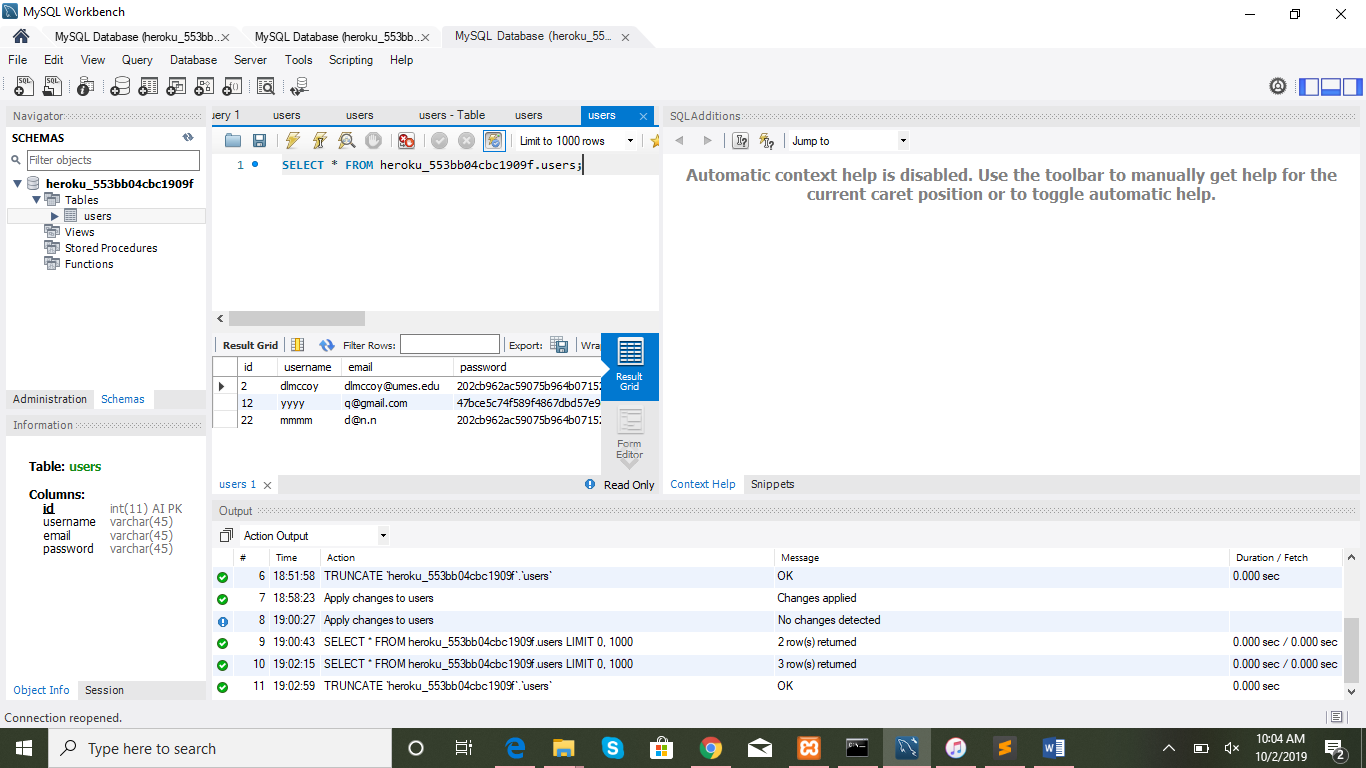 MySQL Workbench
MySQL Database (heroku_553bb... MySQL Database (heroku_553bb... MySQL Database (heroku_55...
File Edit View Query Database Server Tools Scripting Help
Navigator
SCHEMAS
Filter objects
heroku_553bb04cbc1909f
Tables
users
Views
Stored Procedures
Functions
Administration Schemas
Information
Table: users
Columns:
id int(11) AI PK
username varchar(45)
email varchar(45)
password varchar(45)
Object Info Session
uery 1 users users users - Table users users
Limit to 1000 rows
1 SELECT * FROM heroku_553bb04cbc1909f.users;
Result Grid Filter Rows: Export: Wrap
id username email password
2 dlmccoy dlmccoy@umes.edu 202cb962ac59075b964b07152
12 yyyy q@gmail.com 47bce5c74f589f4867dbd57e9
22 mmmm d@n.n 202cb962ac59075b964b07152
Result
Grid
Form
Editor
users 1 Read Only
SQLAdditions
Jump to
Automatic context help is disabled. Use the toolbar to manually get help for the
current caret position or to toggle automatic help.
Context Help Snippets
Output
Action Output
# Time Action Message Duration / Fetch
6 18:51:58 TRUNCATE `heroku_553bb04cbc1909f`.`users` OK 0.000 sec
7 18:58:23 Apply changes to users Changes applied
8 19:00:27 Apply changes to users No changes detected
9 19:00:43 SELECT * FROM heroku_553bb04cbc1909f.users LIMIT 0, 1000 2 row(s) returned 0.000 sec / 0.000 sec
10 19:02:15 SELECT * FROM heroku_553bb04cbc1909f.users LIMIT 0, 1000 3 row(s) returned 0.000 sec / 0.000 sec
11 19:02:59 TRUNCATE `heroku_553bb04cbc1909f`.`users` OK 0.000 sec
Connection reopened.
Type here to search
10:04 AM
10/2/2019
2